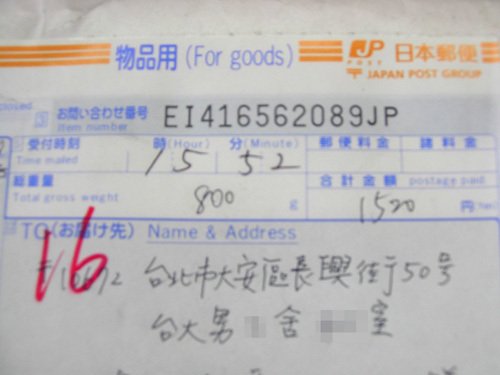 物品用 (For goods)
JP POST 日本郵便
JAPAN POST GROUP
お問い合わせ番号 EI416562089JP
Item number
受付時刻 時(Hour) 分(Minute) 郵便料金 諸料金
Time mailed 15 52
総重量 合計金額 postage paid
Total gross weight 800 g 1520 円(Yen)
TO(お届け先) Name & Address
16
〒10672 台北市大安區長興街50号
台大男 舍 室